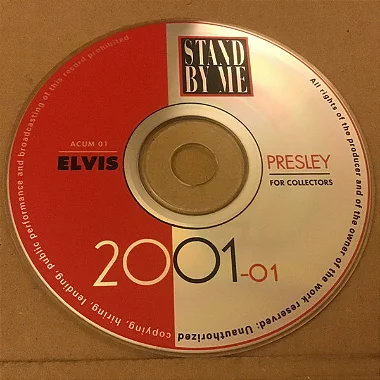 STAND
BY ME
ACUM 01
ELVIS PRESLEY
FOR COLLECTORS
2001-01
All rights of the producer and of the owner of the work reserved: Unauthorized copying, hiring, lending, public performance and broadcasting of this record prohibited